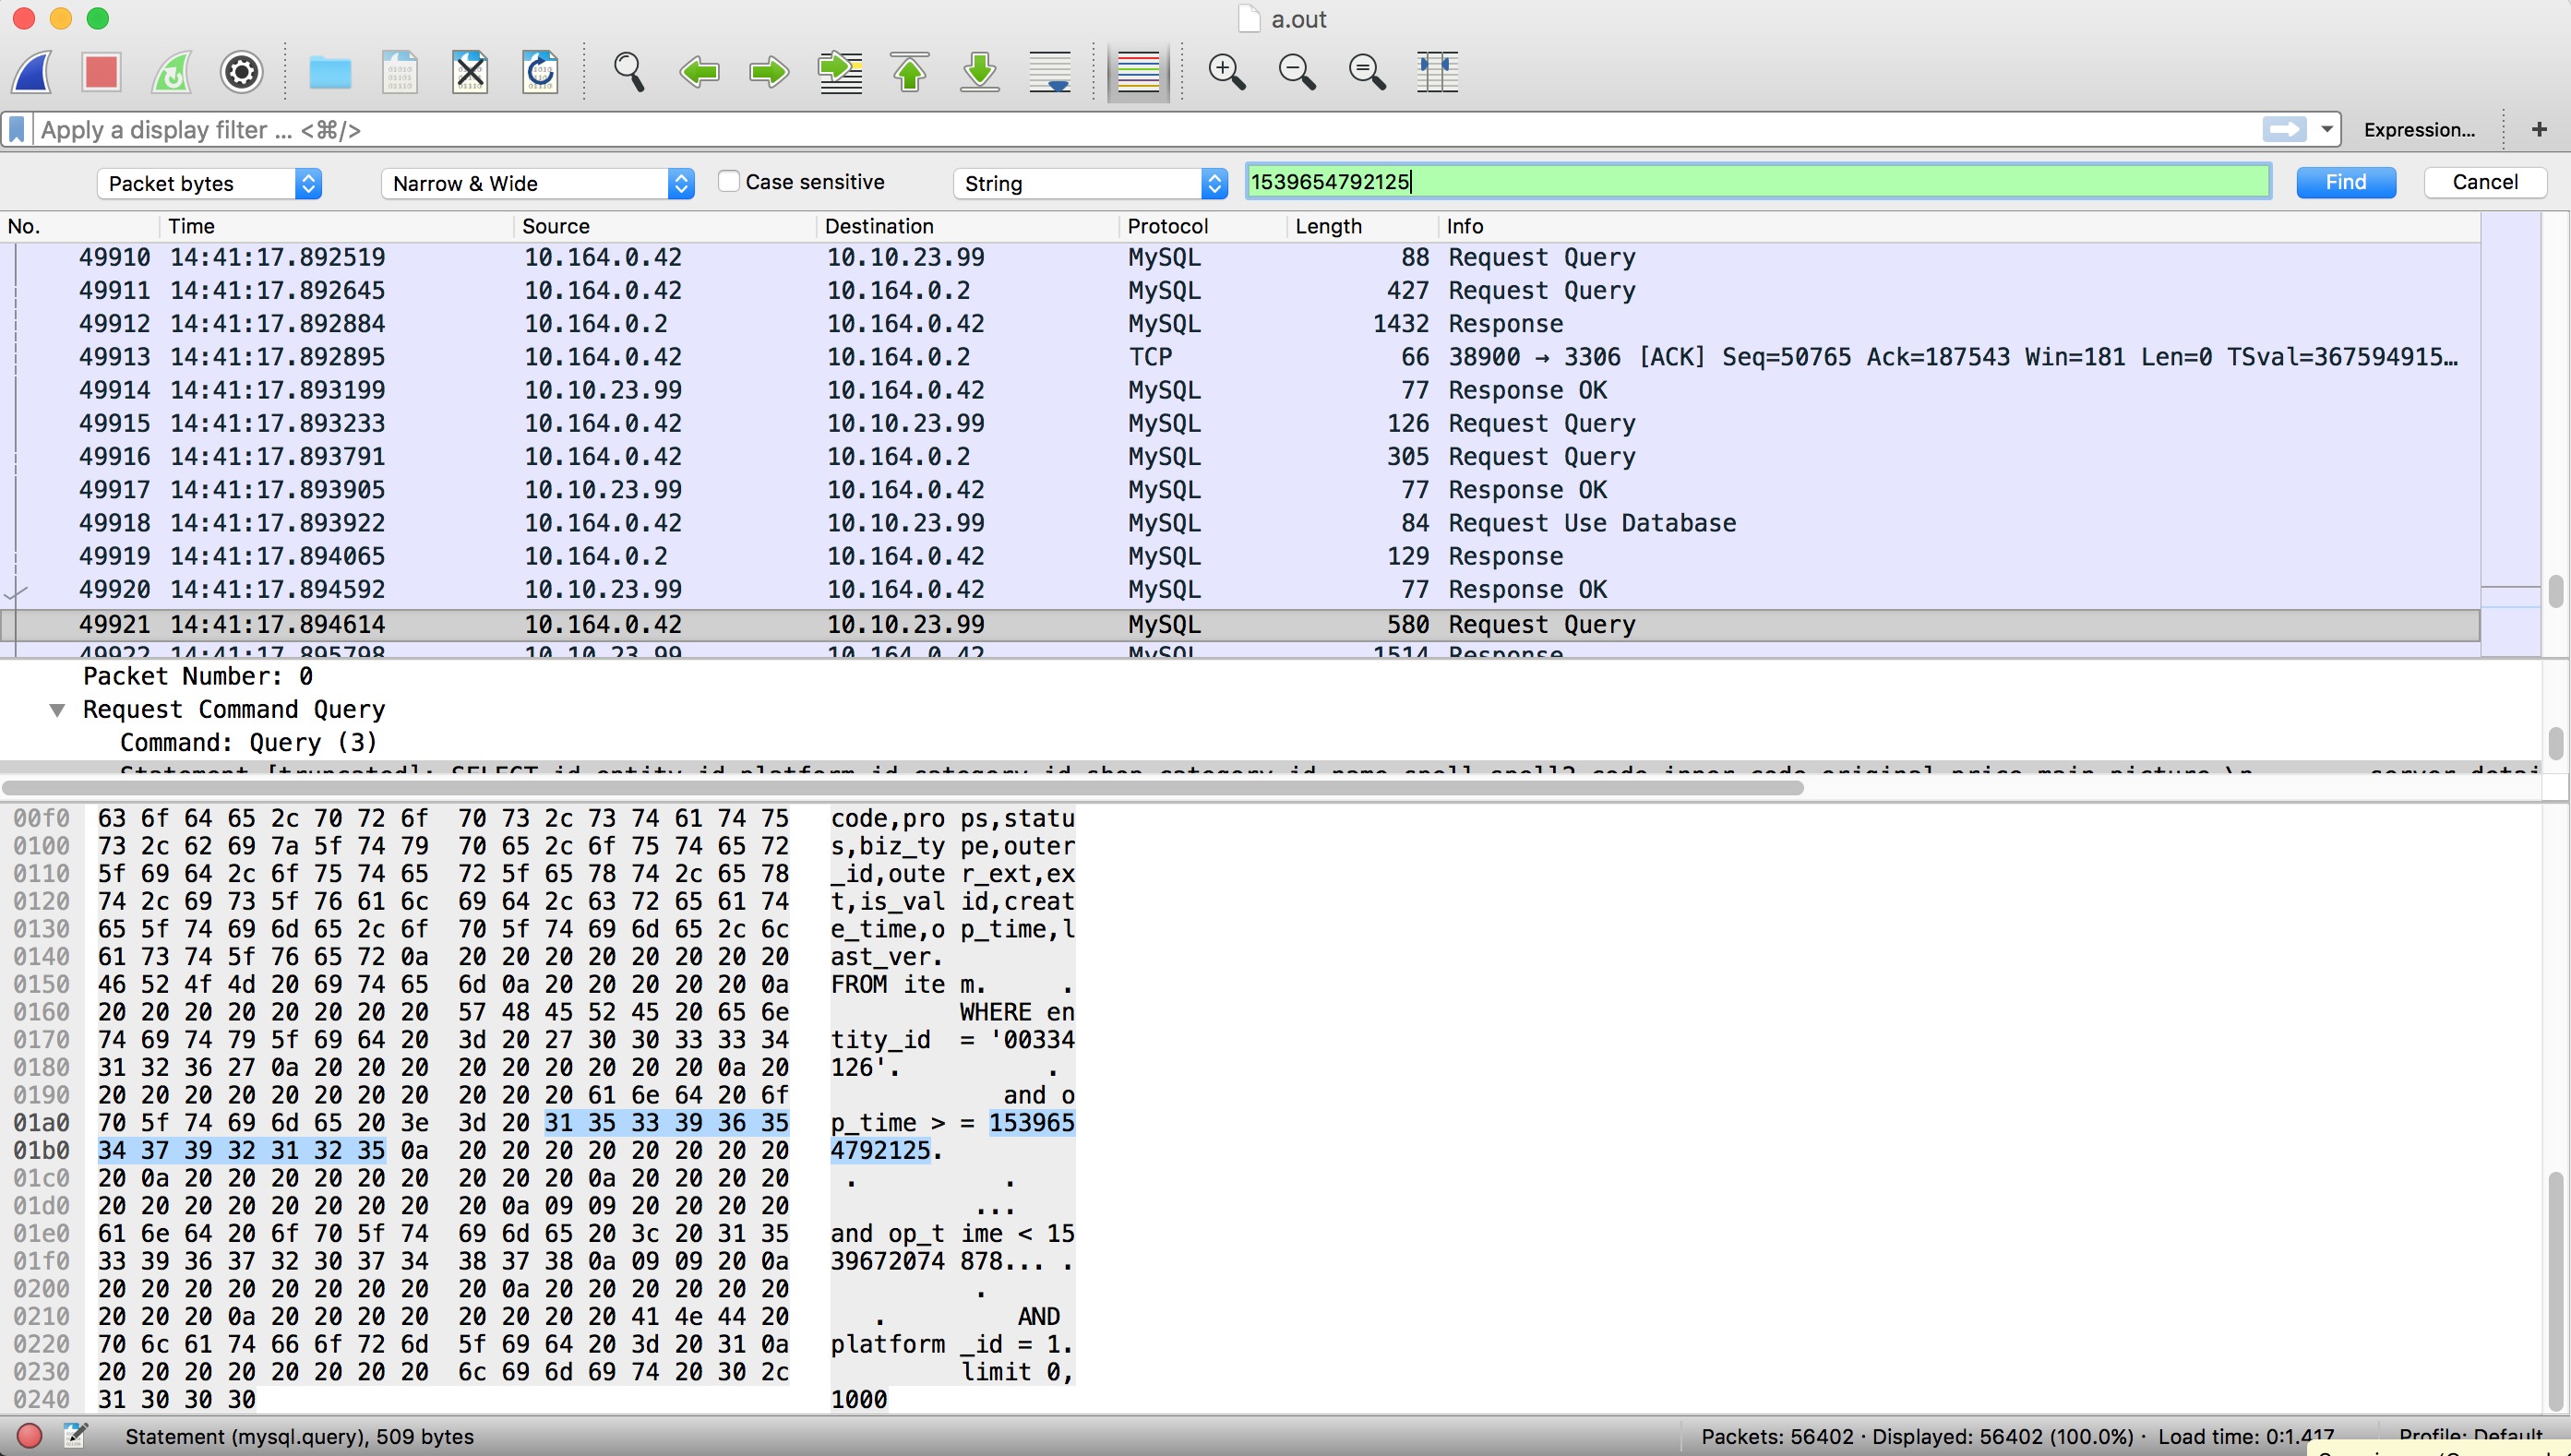 a.out
Apply a display filter ... <⌘/>
Expression...
+
Packet bytes
Narrow & Wide
Case sensitive
String
1539654792125
Find
Cancel
No. Time Source Destination Protocol Length Info
49910 14:41:17.892519 10.164.0.42 10.10.23.99 MySQL 88 Request Query
49911 14:41:17.892645 10.164.0.42 10.164.0.2 MySQL 427 Request Query
49912 14:41:17.892884 10.164.0.2 10.164.0.42 MySQL 1432 Response
49913 14:41:17.892895 10.164.0.42 10.164.0.2 TCP 66 38900 → 3306 [ACK] Seq=50765 Ack=187543 Win=181 Len=0 TSval=367594915…
49914 14:41:17.893199 10.10.23.99 10.164.0.42 MySQL 77 Response OK
49915 14:41:17.893233 10.164.0.42 10.10.23.99 MySQL 126 Request Query
49916 14:41:17.893791 10.164.0.42 10.164.0.2 MySQL 305 Request Query
49917 14:41:17.893905 10.10.23.99 10.164.0.42 MySQL 77 Response OK
49918 14:41:17.893922 10.164.0.42 10.10.23.99 MySQL 84 Request Use Database
49919 14:41:17.894065 10.164.0.2 10.164.0.42 MySQL 129 Response
49920 14:41:17.894592 10.10.23.99 10.164.0.42 MySQL 77 Response OK
49921 14:41:17.894614 10.164.0.42 10.10.23.99 MySQL 580 Request Query
49922 14:41:17.895798 10.10.23.99 10.164.0.42 MySQL 1514 Response
Packet Number: 0
Request Command Query
Command: Query (3)
Statement [truncated]: SELECT id,entity_id,platform_id,category_id,shop_category_id,name,spell,spell2,code,inner_code,original_price,main_picture,\n server_detai
00f0 63 6f 64 65 2c 70 72 6f 70 73 2c 73 74 61 74 75 code,pro ps,statu
0100 73 2c 62 69 7a 5f 74 79 70 65 2c 6f 75 74 65 72 s,biz_ty pe,outer
0110 5f 69 64 2c 6f 75 74 65 72 5f 65 78 74 2c 65 78 _id,oute r_ext,ex
0120 74 2c 69 73 5f 76 61 6c 69 64 2c 63 72 65 61 74 t,is_val id,creat
0130 65 5f 74 69 6d 65 2c 6f 70 5f 74 69 6d 65 2c 6c e_time,o p_time,l
0140 61 73 74 5f 76 65 72 0a 20 20 20 20 20 20 20 20 ast_ver.
0150 46 52 4f 4d 20 69 74 65 6d 0a 20 20 20 20 20 0a FROM ite m. .
0160 20 20 20 20 20 20 20 20 57 48 45 52 45 20 65 6e WHERE en
0170 74 69 74 79 5f 69 64 20 3d 20 27 30 30 33 33 34 tity_id = '00334
0180 31 32 36 27 0a 20 20 20 20 20 20 20 20 20 0a 20 126'. .
0190 20 20 20 20 20 20 20 20 20 20 20 61 6e 64 20 6f and o
01a0 70 5f 74 69 6d 65 20 3e 3d 20 31 35 33 39 36 35 p_time > = 153965
01b0 34 37 39 32 31 32 35 0a 20 20 20 20 20 20 20 20 4792125.
01c0 20 0a 20 20 20 20 20 20 20 20 20 0a 20 20 20 20 . .
01d0 20 20 20 20 20 20 20 20 20 0a 09 09 20 20 20 20 ...
01e0 61 6e 64 20 6f 70 5f 74 69 6d 65 20 3c 20 31 35 and op_t ime < 15
01f0 33 39 36 37 32 30 37 34 38 37 38 0a 09 09 20 0a 39672074 878... .
0200 20 20 20 20 20 20 20 20 20 0a 20 20 20 20 20 20 .
0210 20 20 20 0a 20 20 20 20 20 20 20 20 41 4e 44 20 . AND
0220 70 6c 61 74 66 6f 72 6d 5f 69 64 20 3d 20 31 0a platform _id = 1.
0230 20 20 20 20 20 20 20 20 6c 69 6d 69 74 20 30 2c limit 0,
0240 31 30 30 30 1000
Statement (mysql.query), 509 bytes
Packets: 56402 · Displayed: 56402 (100.0%) · Load time: 0:1.417
Profile: Default